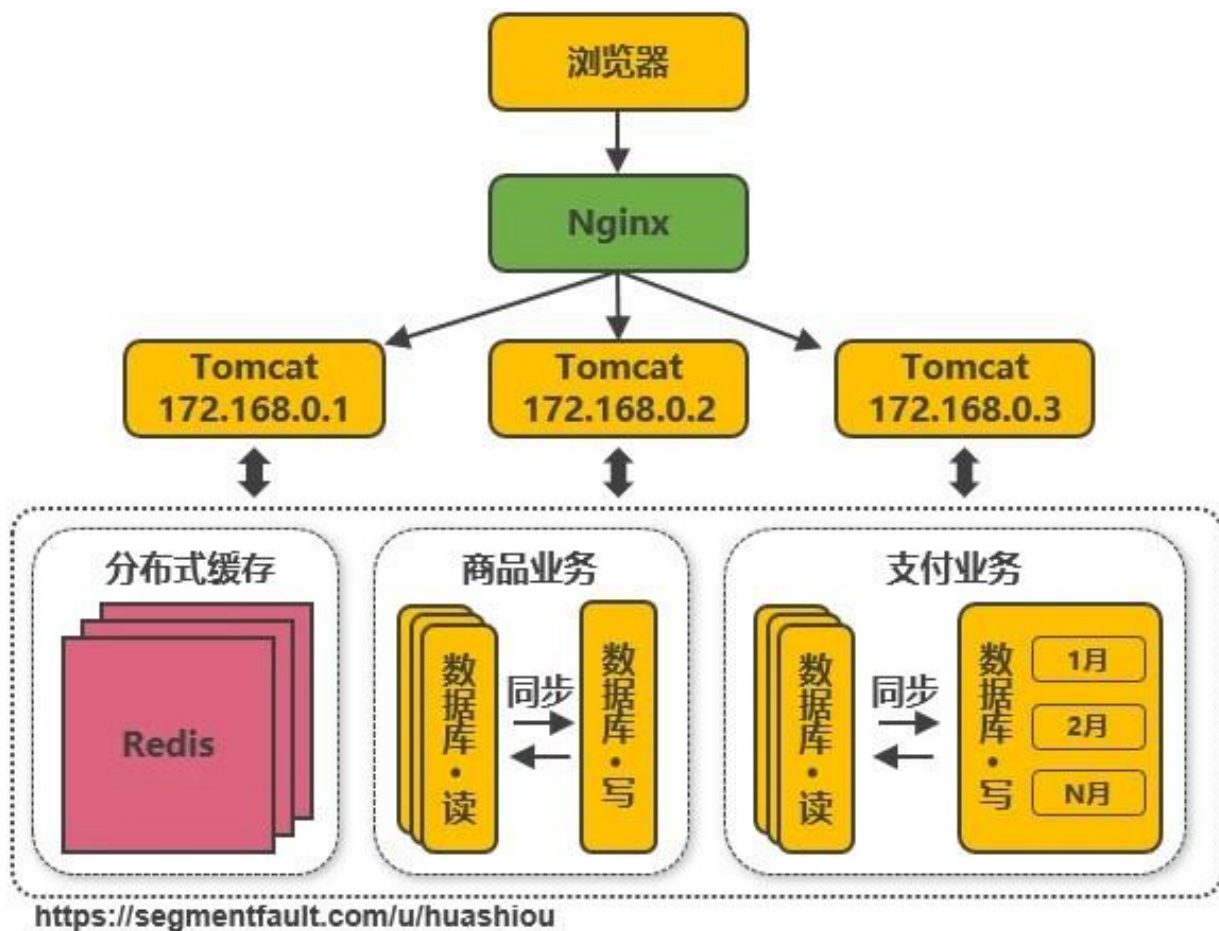 浏览器
Nginx
Tomcat
172.168.0.1
Tomcat
172.168.0.2
Tomcat
172.168.0.3
分布式缓存
Redis
商品业务
数据库·读
同步
数据库·写
支付业务
数据库·读
同步
数据库·写
1月
2月
N月
https://segmentfault.com/u/huashiou